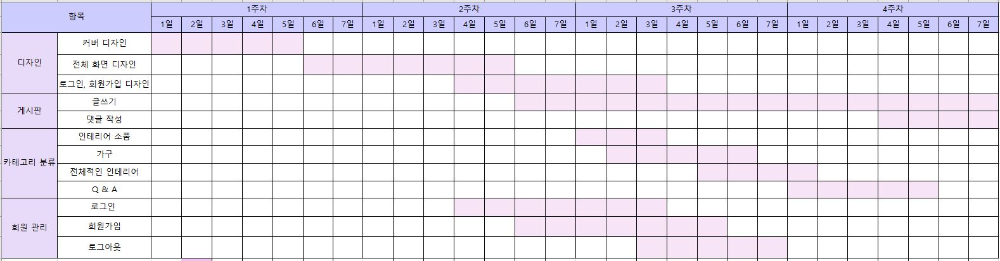 항목 1주차 2주차 3주차 4주차
1일 2일 3일 4일 5일 6일 7일 1일 2일 3일 4일 5일 6일 7일 1일 2일 3일 4일 5일 6일 7일 1일 2일 3일 4일 5일 6일 7일
디자인 커버 디자인
전체 화면 디자인
로그인, 회원가입 디자인
게시판 글쓰기
댓글 작성
카테고리 분류 인테리어 소품
가구
전체적인 인테리어
Q & A
회원 관리 로그인
회원가임
로그아웃